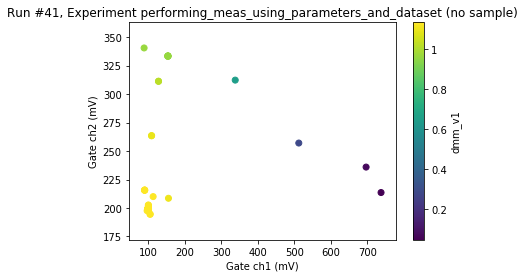 Run #41, Experiment performing_meas_using_parameters_and_dataset (no sample)
350
325
300
275
250
225
200
175
Gate ch2 (mV)
100 200 300 400 500 600 700
Gate ch1 (mV)
1
0.8
0.6
0.4
0.2
dmm_v1